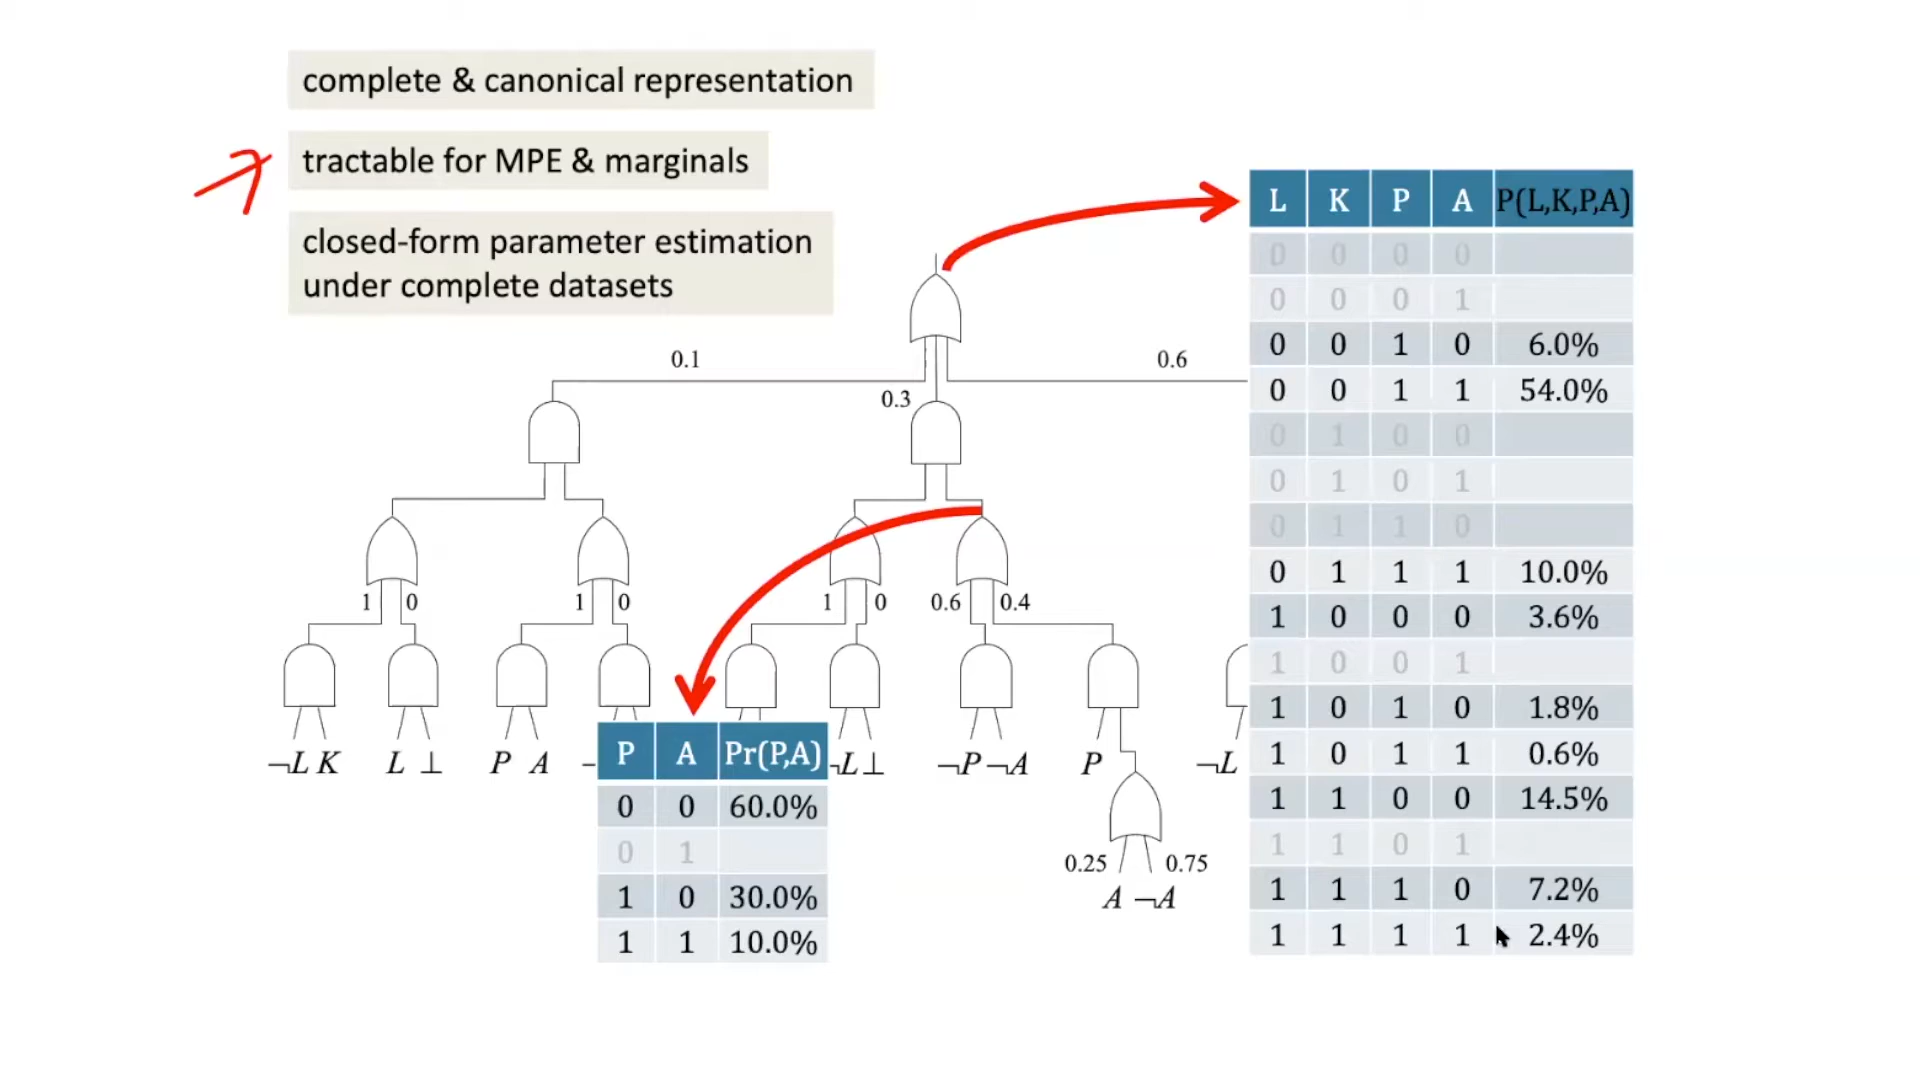 complete & canonical representation
tractable for MPE & marginals
closed-form parameter estimation
under complete datasets
0.1
0.6
0.3
1 0
1 0
1 0
0.6 0.4
¬L K
L ⊥
P A
¬L ⊥
¬P ¬A
P
¬L
0.25 0.75
A ¬A
P A Pr(P,A)
0 0 60.0%
0 1
1 0 30.0%
1 1 10.0%
L K P A P(L,K,P,A)
0 0 0 0
0 0 0 1
0 0 1 0 6.0%
0 0 1 1 54.0%
0 1 0 0
0 1 0 1
0 1 1 0
0 1 1 1 10.0%
1 0 0 0 3.6%
1 0 0 1
1 0 1 0 1.8%
1 0 1 1 0.6%
1 1 0 0 14.5%
1 1 0 1
1 1 1 0 7.2%
1 1 1 1 2.4%